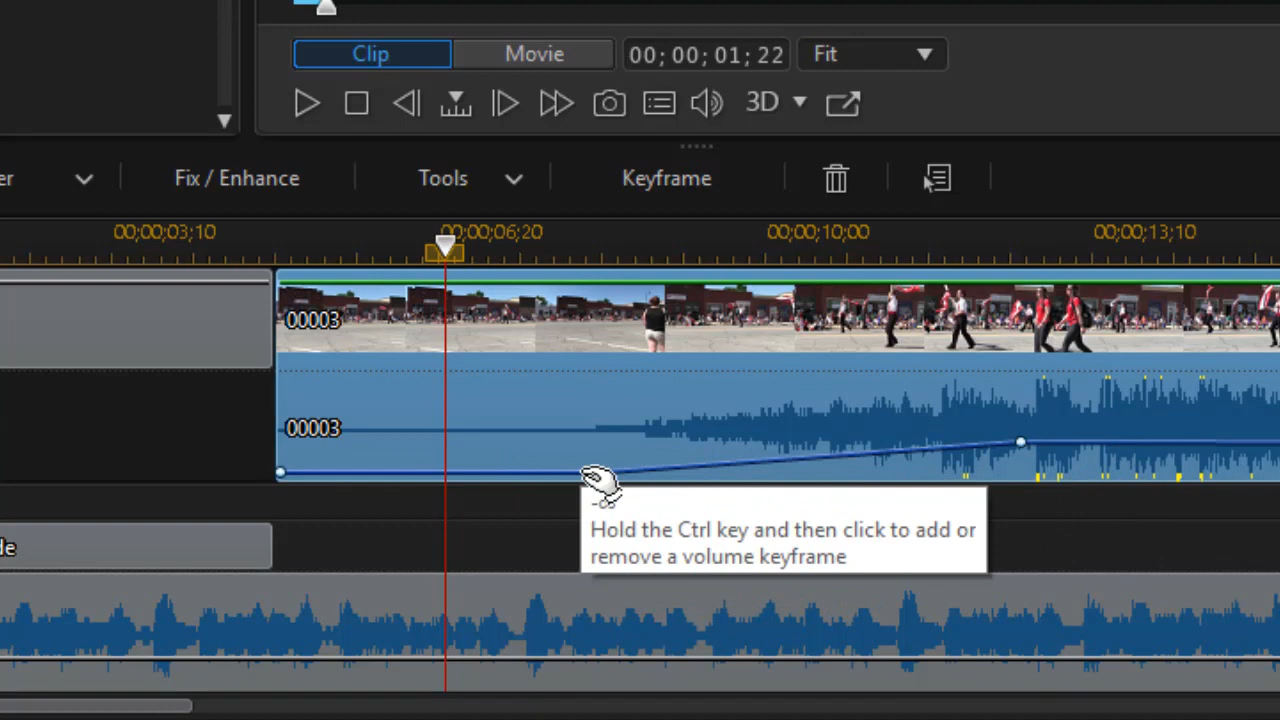 Clip Movie 00; 00; 01; 22 Fit
3D
er Fix / Enhance Tools Keyframe
00;00;03;10 00;00;06;20 00;00;10;00 00;00;13;10
00003
00003
-∞
Hold the Ctrl key and then click to add or
remove a volume keyframe
de